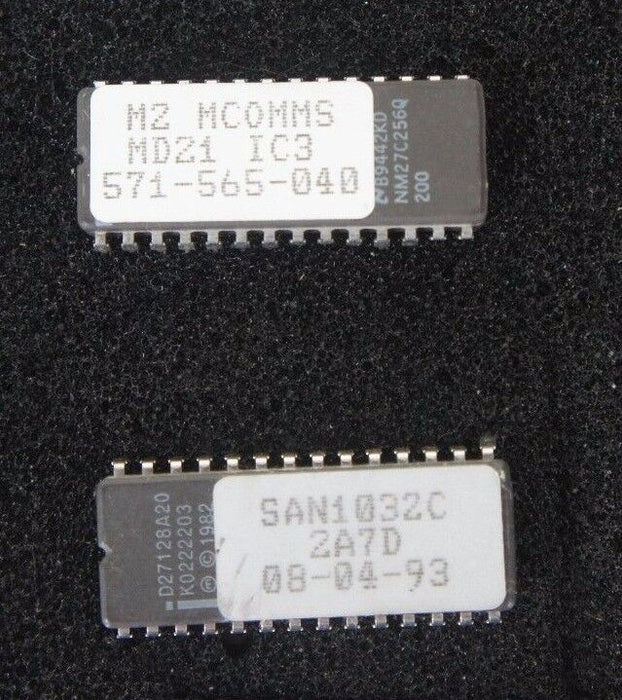 M2 MCOMMS
MD21 IC3
571-565-040
B9442KD
NM27C256Q
200
SAN1032C
2A7D
08-04-93
D27128A20
K0222203
© 1982